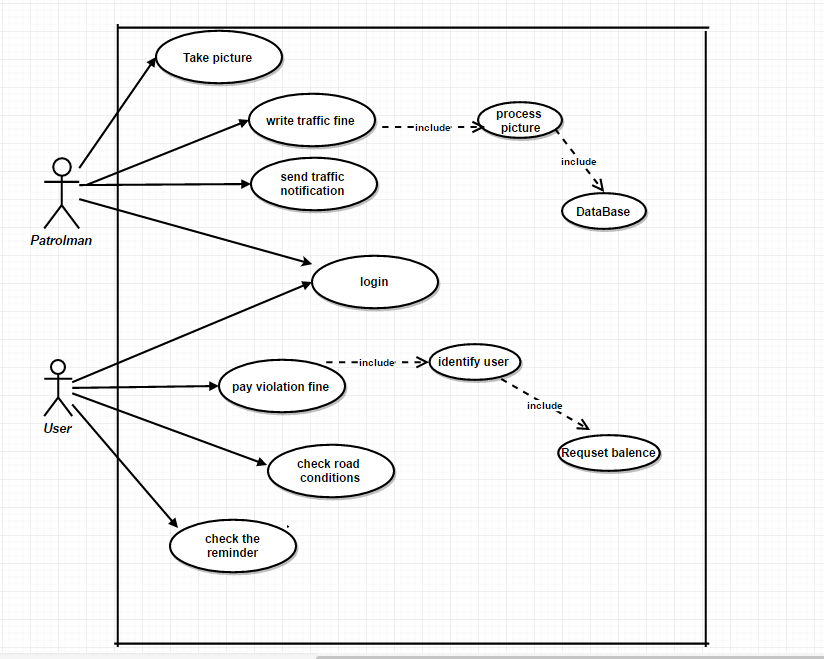 Take picture
write traffic fine
include
process
picture
include
send traffic
notification
DataBase
Patrolman
login
include
identify user
pay violation fine
include
User
Requset balence
check road
conditions
check the
reminder